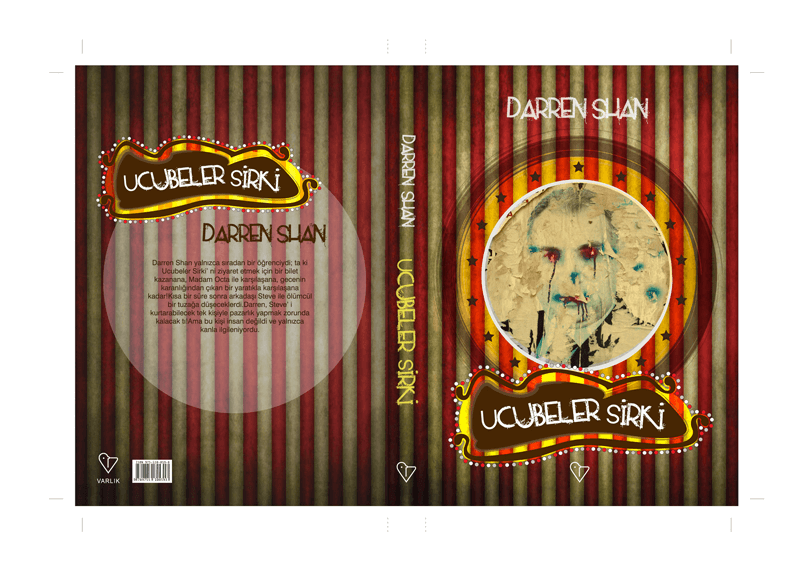 UCUBELER SİRKİ
DARREN SHAN
Darren Shan yalnızca sıradan bir öğrenciydi; ta ki
Ucubeler Sirki' ni ziyaret etmek için bir bilet
kazanana, Madam Octa ile karşılaşana, gecenin
karanlığından çıkan bir yaratıkla karşılaşana
kadar!Kısa bir süre sonra arkadaşı Steve ile ölümcül
bir tuzağa düşeceklerdi.Darren, Steve' i
kurtarabilecek tek kişiyle pazarlık yapmak zorunda
kalacak tı!Ama bu kişi insan değildi ve yalnızca
kanla ilgileniyordu.
VARLIK
DARREN SHAN
UCUBELER SİRKİ
DARREN SHAN
UCUBELER SİRKİ